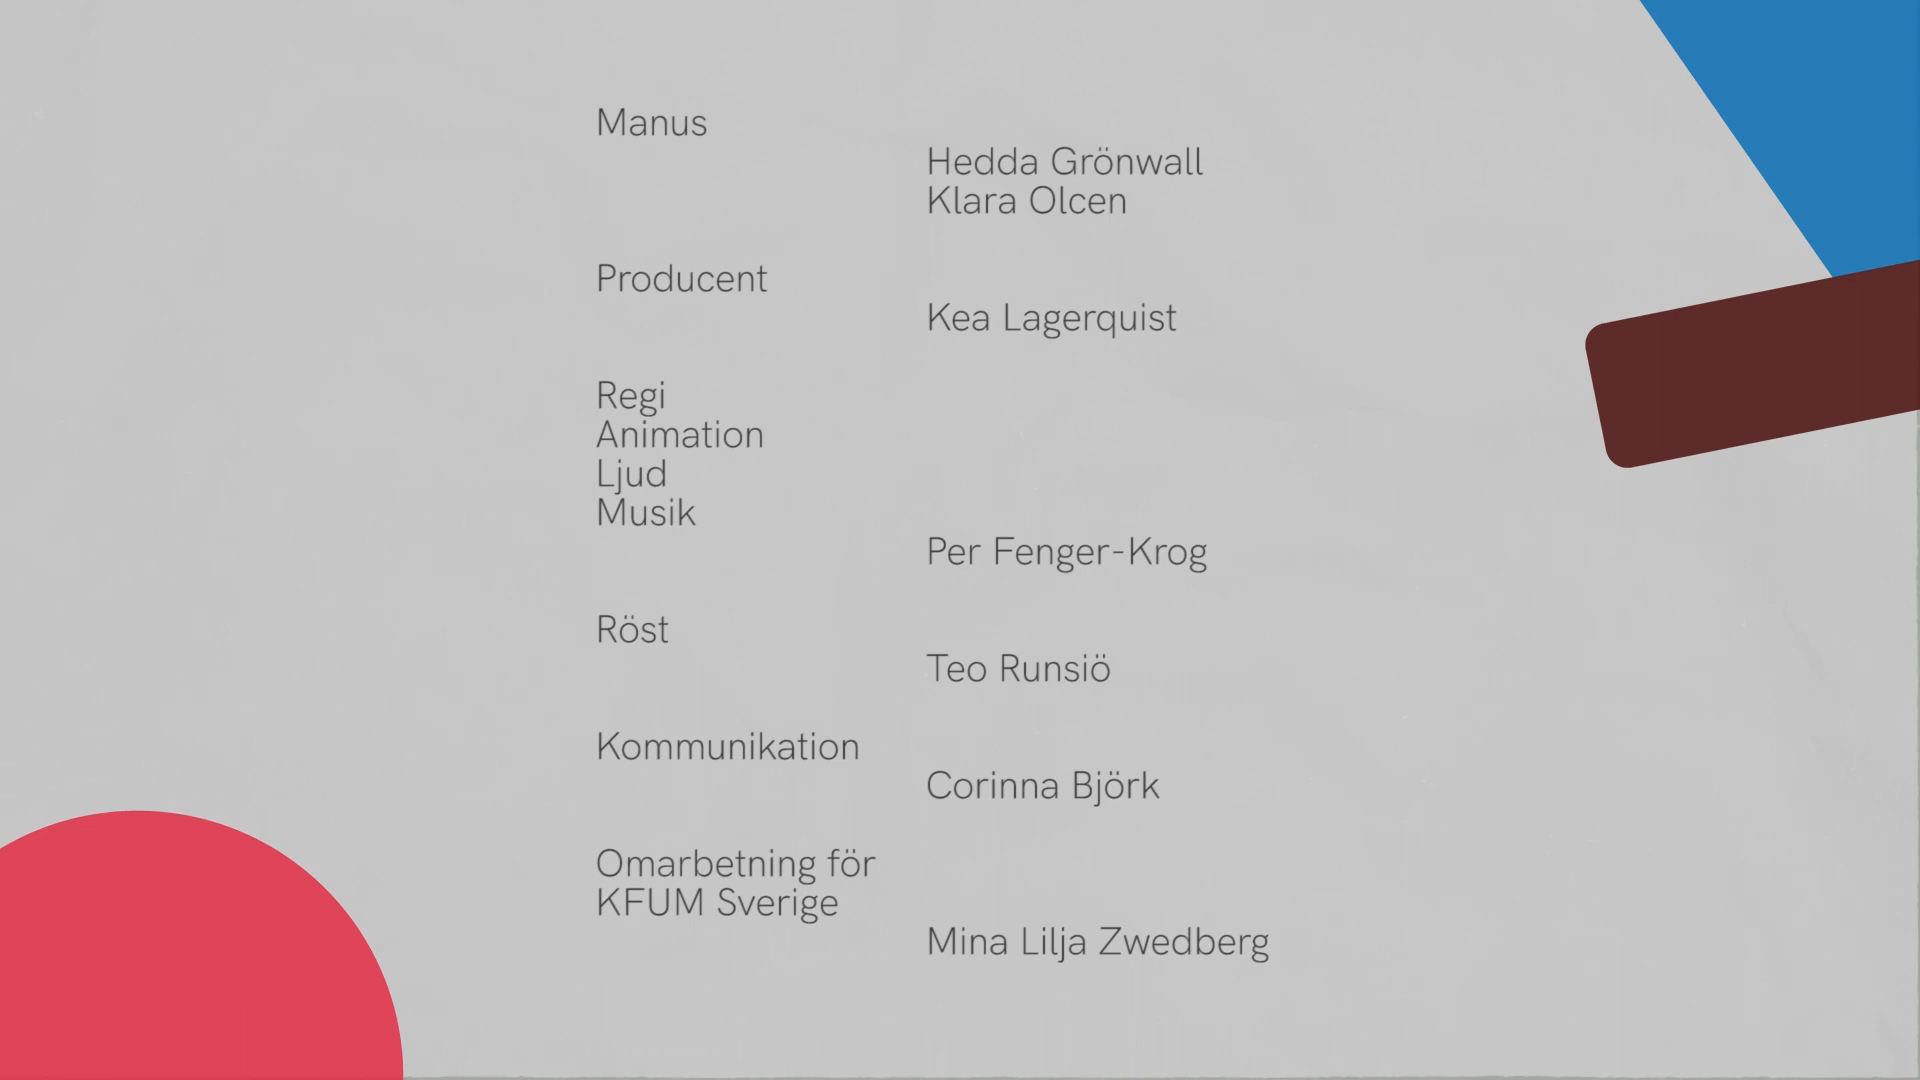 Manus
Hedda Grönwall
Klara Olcen
Producent
Kea Lagerquist
Regi
Animation
Ljud
Musik
Per Fenger-Krog
Röst
Teo Runsiö
Kommunikation
Corinna Björk
Omarbetning för
KFUM Sverige
Mina Lilja Zwedberg